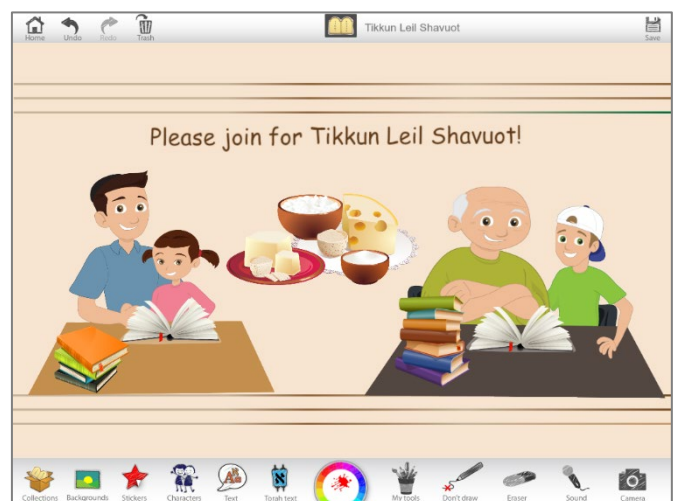 Home
Undo
Redo
Trash
Tikkun Leil Shavuot
Save
Please join for Tikkun Leil Shavuot!
Collections
Backgrounds
Stickers
Characters
Text
Torah text
My tools
Don't draw
Eraser
Sound
Camera